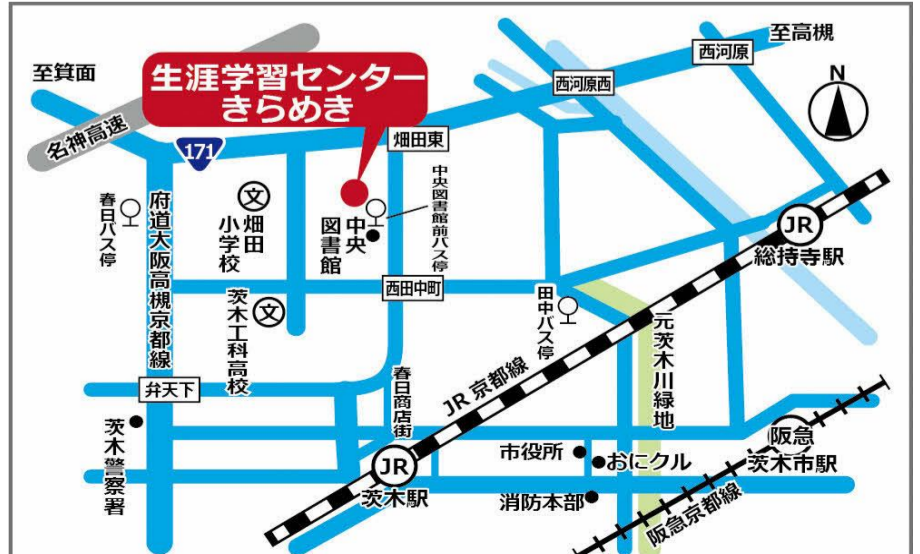 至高槻
西河原
至箕面
生涯学習センター
きらめき
西河原西
N
名神高速
171
畑田東
春日バス停
府道大阪高槻京都線
文
畑田
小学校
中央
図書館
中央図書館前バス停
JR
総持寺駅
西田中町
文
茨木工科高校
田中バス停
元茨木川緑地
JR京都線
弁天下
春日商店街
茨木警察署
JR
茨木駅
市役所
おにクル
消防本部
阪急
茨木市駅
阪急京都線